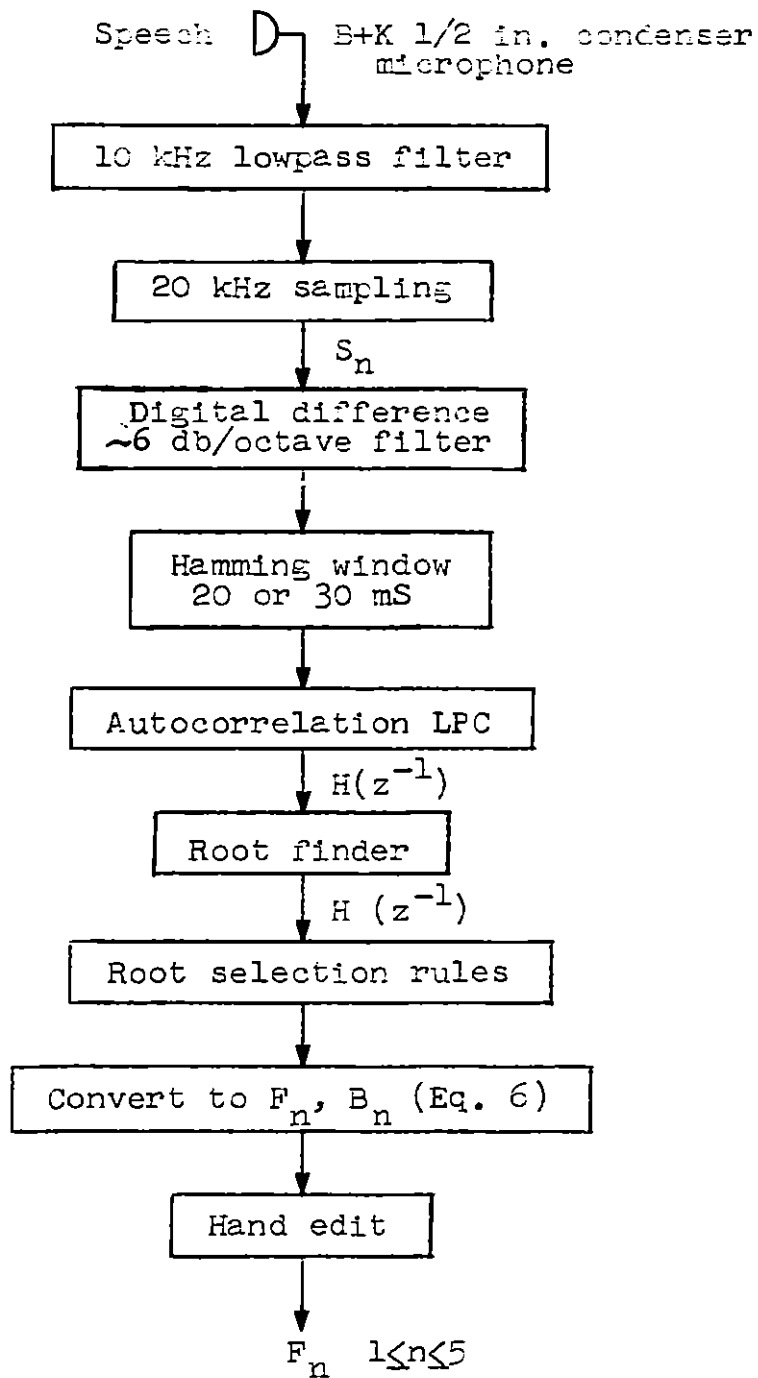 Speech B+K 1/2 in. condenser
microphone
10 kHz lowpass filter
20 kHz sampling
S_n
Digital difference
~6 db/octave filter
Hamming window
20 or 30 mS
Autocorrelation LPC
H(z^{-1})
Root finder
H (z^{-1})
Root selection rules
Convert to F_n, B_n (Eq. 6)
Hand edit
F_n 1≤n≤5